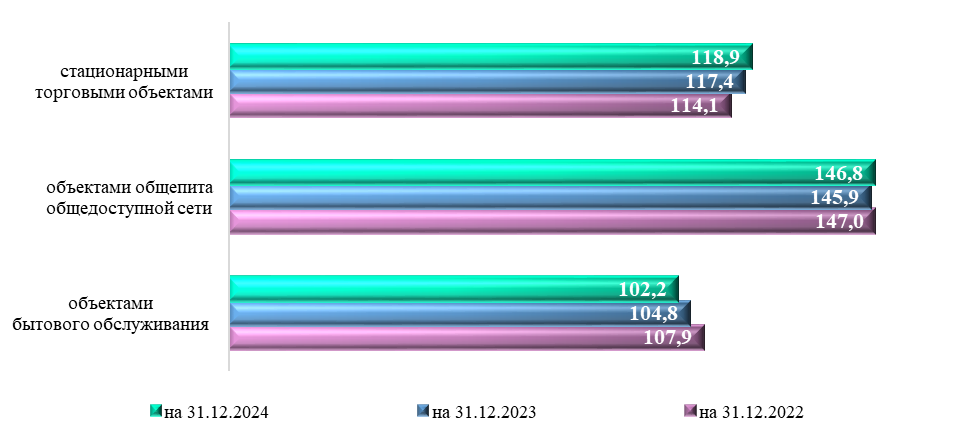 стационарными
торговыми объектами
118,9
117,4
114,1
объектами общепита
общедоступной сети
146,8
145,9
147,0
объектами
бытового обслуживания
102,2
104,8
107,9
на 31.12.2024
на 31.12.2023
на 31.12.2022